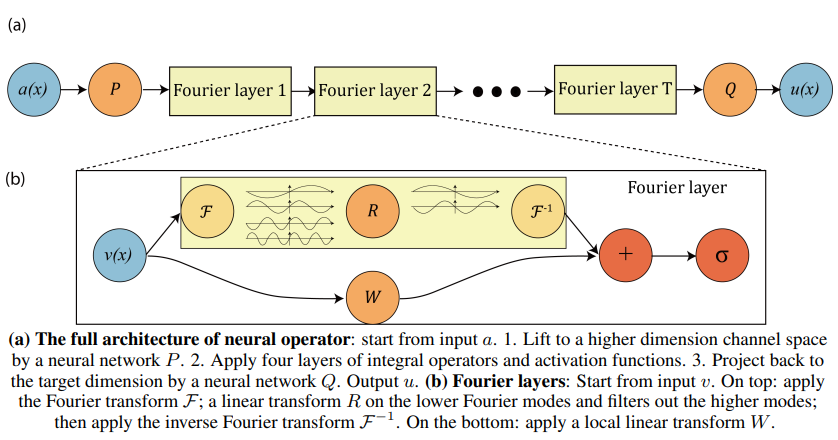 (a)
a(x) P Fourier layer 1 Fourier layer 2 Fourier layer T Q u(x)
(b)
Fourier layer
v(x) ℱ R ℱ⁻¹ + σ
W
(a) The full architecture of neural operator: start from input a. 1. Lift to a higher dimension channel space
by a neural network P. 2. Apply four layers of integral operators and activation functions. 3. Project back to
the target dimension by a neural network Q. Output u. (b) Fourier layers: Start from input v. On top: apply
the Fourier transform ℱ; a linear transform R on the lower Fourier modes and filters out the higher modes;
then apply the inverse Fourier transform ℱ⁻¹. On the bottom: apply a local linear transform W.